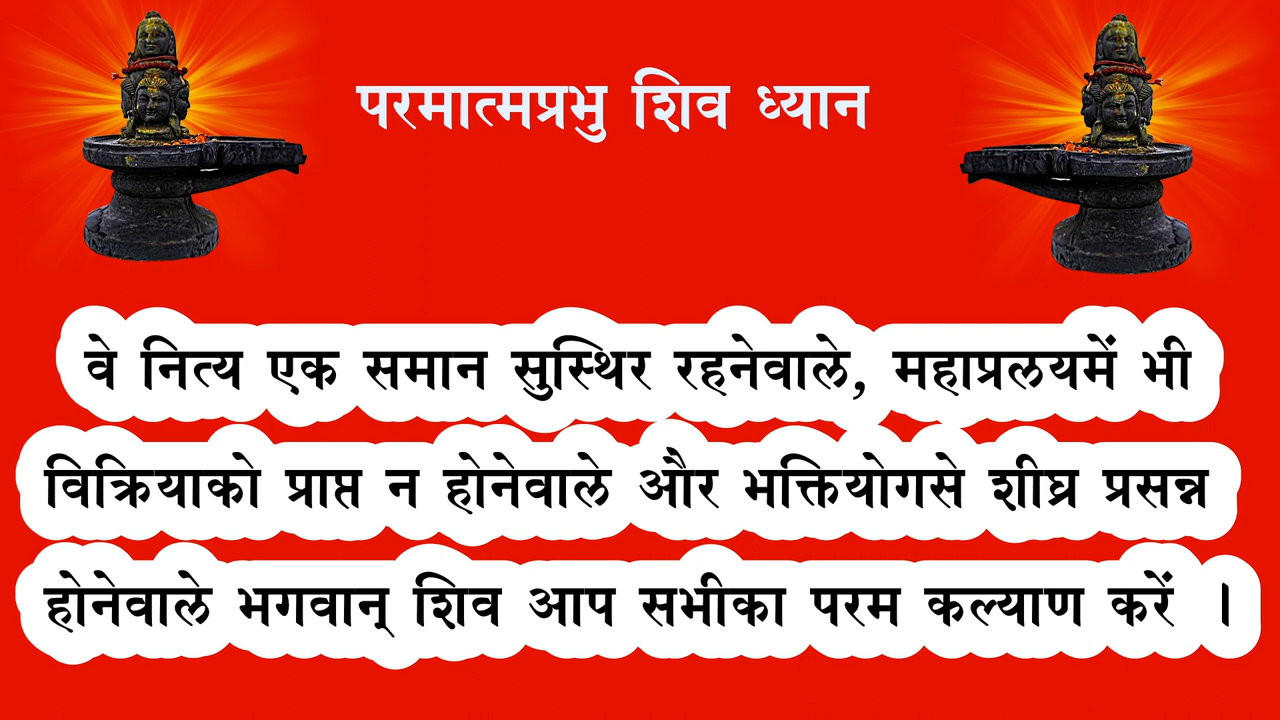 परमात्मप्रभु शिव ध्यान
वे नित्य एक समान सुस्थिर रहनेवाले, महाप्रलयमें भी
विक्रियाको प्राप्त न होनेवाले और भक्तियोगसे शीघ्र प्रसन्न
होनेवाले भगवान् शिव आप सभीका परम कल्याण करें ।